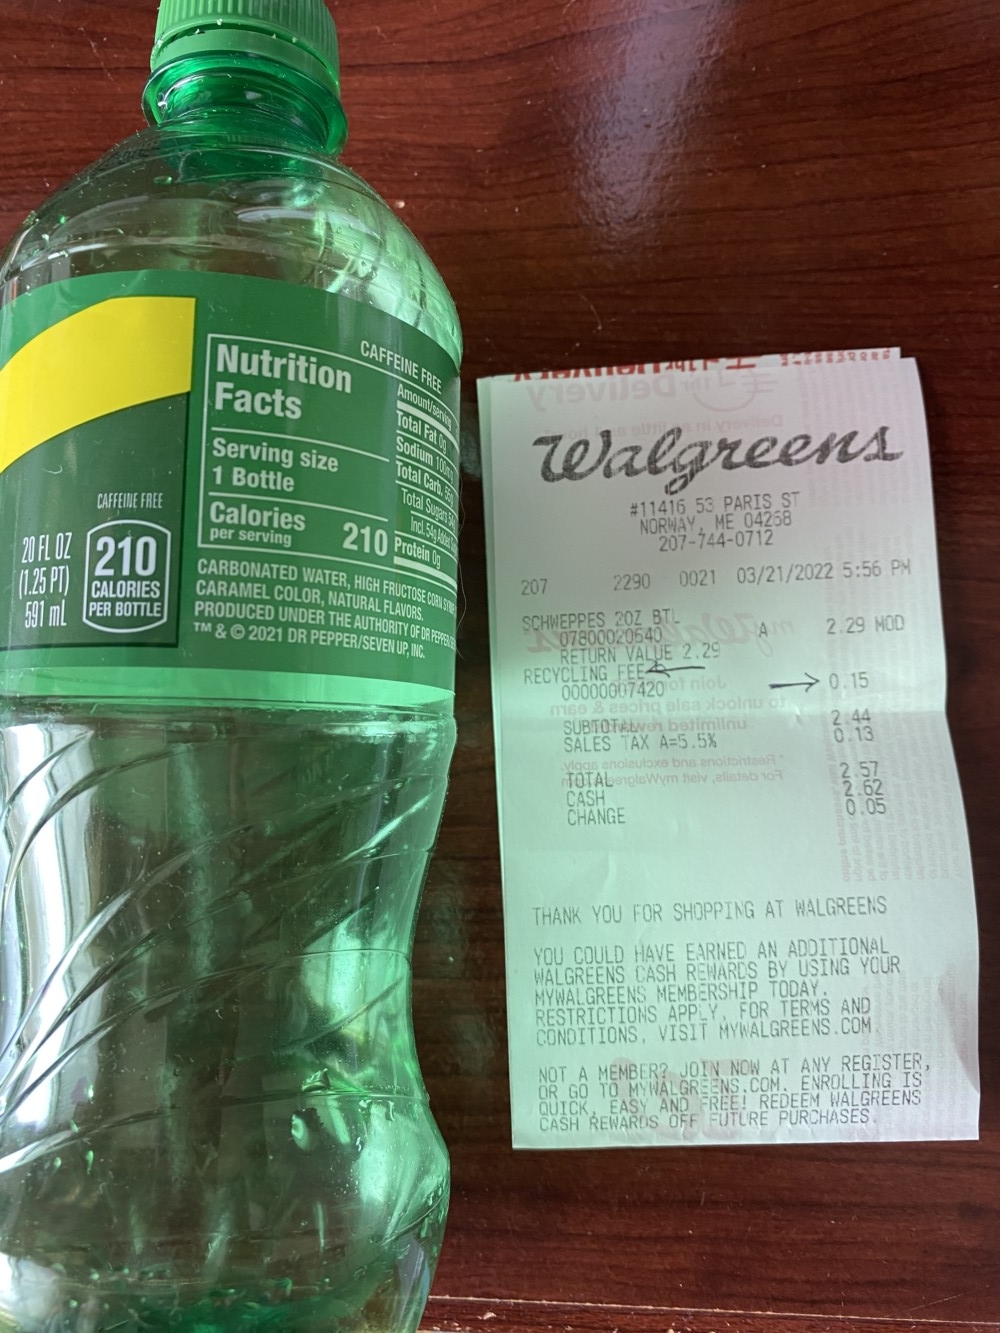 CAFFEINE FREE
20 FL OZ
(1.25 PT)
591 mL
210
CALORIES
PER BOTTLE
Nutrition
Facts
Serving size
1 Bottle
Calories
per serving 210
CAFFEINE FREE
Amount/serving
Total Fat 0g
Sodium 100m
Total Carb.
Total Sugars
Incl. 54g Added
Protein 0g
CARBONATED WATER, HIGH FRUCTOSE CORN
CARAMEL COLOR, NATURAL FLAVORS.
PRODUCED UNDER THE AUTHORITY OF DR PEPPER/
™ & © 2021 DR PEPPER/SEVEN UP, INC.
Delivery
Walgreens
#11416 53 PARIS ST
NORWAY, ME 04268
207-744-0712
207 2290 0021 03/21/2022 5:56 PM
SCHWEPPES 20Z BTL A 2.29 MOD
07800020640
RETURN VALUE 2.29
RECYCLING FEE 0.15
00000007420
SUBTOTAL 2.44
SALES TAX A=5.5% 0.13
TOTAL 2.57
CASH 2.62
CHANGE 0.05
THANK YOU FOR SHOPPING AT WALGREENS
YOU COULD HAVE EARNED AN ADDITIONAL
WALGREENS CASH REWARDS BY USING YOUR
MYWALGREENS MEMBERSHIP TODAY.
RESTRICTIONS APPLY. FOR TERMS AND
CONDITIONS, VISIT MYWALGREENS.COM.
NOT A MEMBER? JOIN NOW AT ANY REGISTER,
OR GO TO MYWALGREENS.COM. ENROLLING IS
QUICK, EASY AND FREE! REDEEM WALGREENS
CASH REWARDS OFF FUTURE PURCHASES.